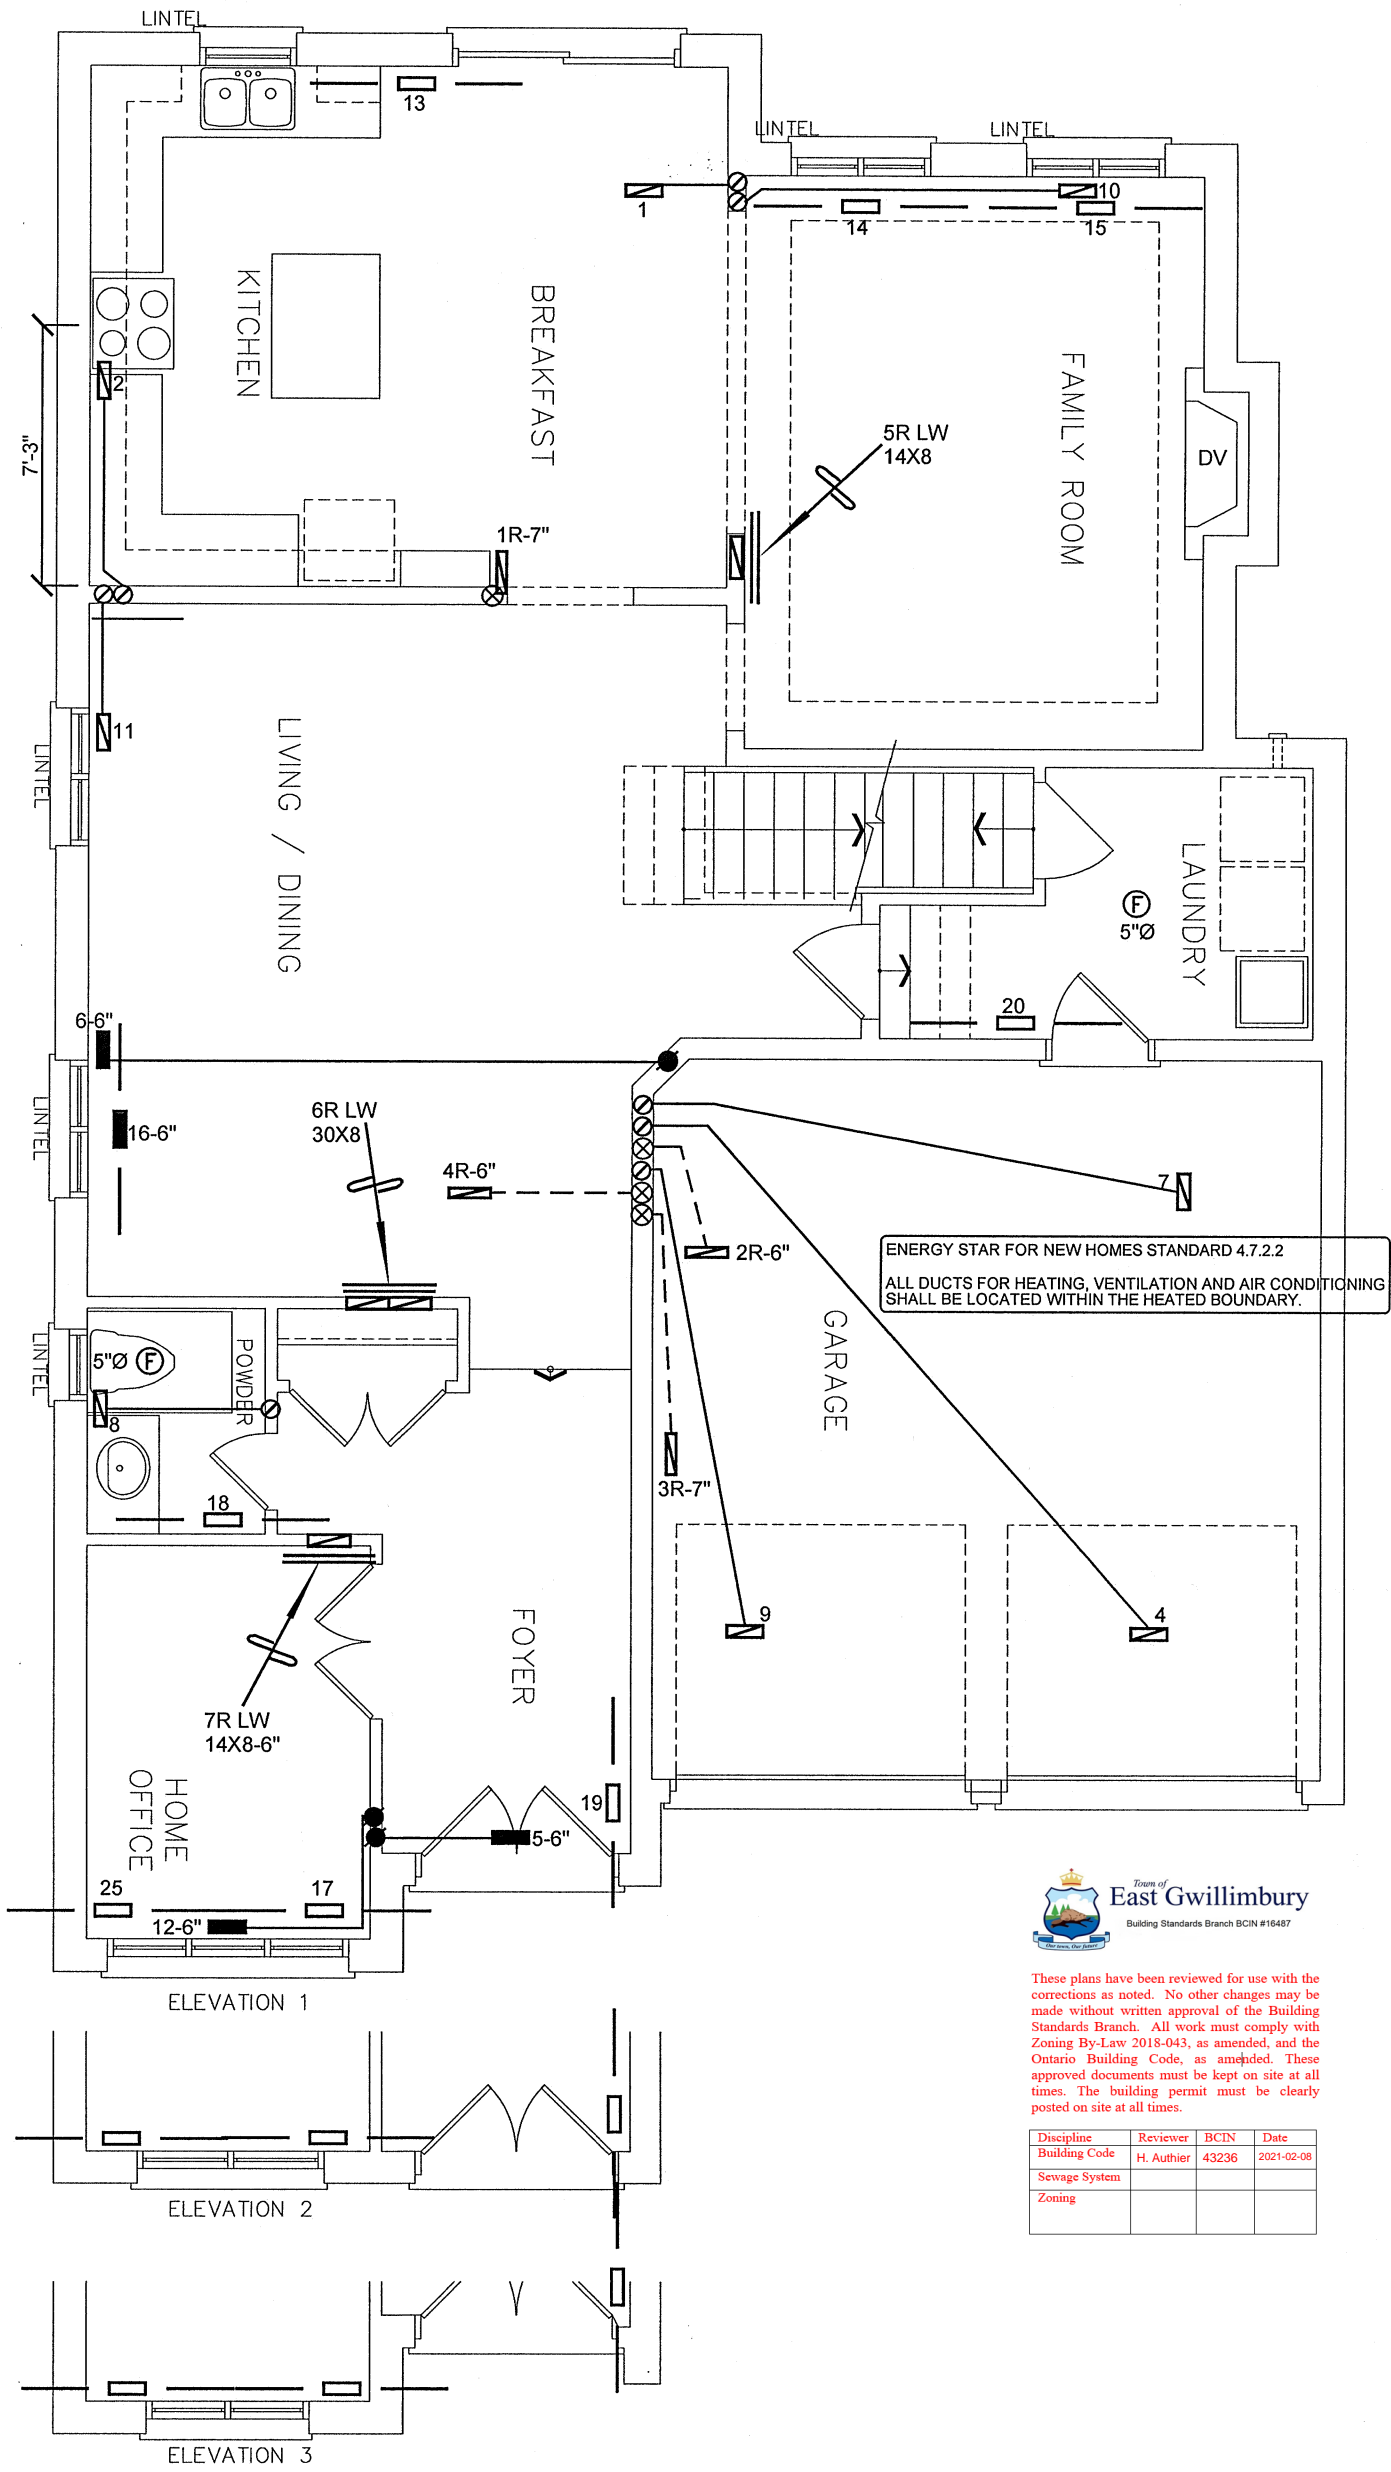 LINTEL
13
LINTEL
LINTEL
1
10
14
15
KITCHEN
BREAKFAST
FAMILY ROOM
2
7'-3"
5R LW
14X8
DV
1R-7"
11
LINTEL
LIVING / DINING
LAUNDRY
F
5"Ø
20
6-6"
LINTEL
16-6"
6R LW
30X8
4R-6"
7
2R-6"
ENERGY STAR FOR NEW HOMES STANDARD 4.7.2.2
ALL DUCTS FOR HEATING, VENTILATION AND AIR CONDITIONING
SHALL BE LOCATED WITHIN THE HEATED BOUNDARY.
LINTEL
5"Ø F
POWDER
8
GARAGE
3R-7"
18
9
4
FOYER
7R LW
14X8-6"
HOME
OFFICE
19
5-6"
25
17
12-6"
ELEVATION 1
Town of
East Gwillimbury
Building Standards Branch BCIN #16487
Our town, Our future
These plans have been reviewed for use with the
corrections as noted. No other changes may be
made without written approval of the Building
Standards Branch. All work must comply with
Zoning By-Law 2018-043, as amended, and the
Ontario Building Code, as amended. These
approved documents must be kept on site at all
times. The building permit must be clearly
posted on site at all times.
Discipline Reviewer BCIN Date
Building Code H. Authier 43236 2021-02-08
Sewage System
Zoning
ELEVATION 2
ELEVATION 3